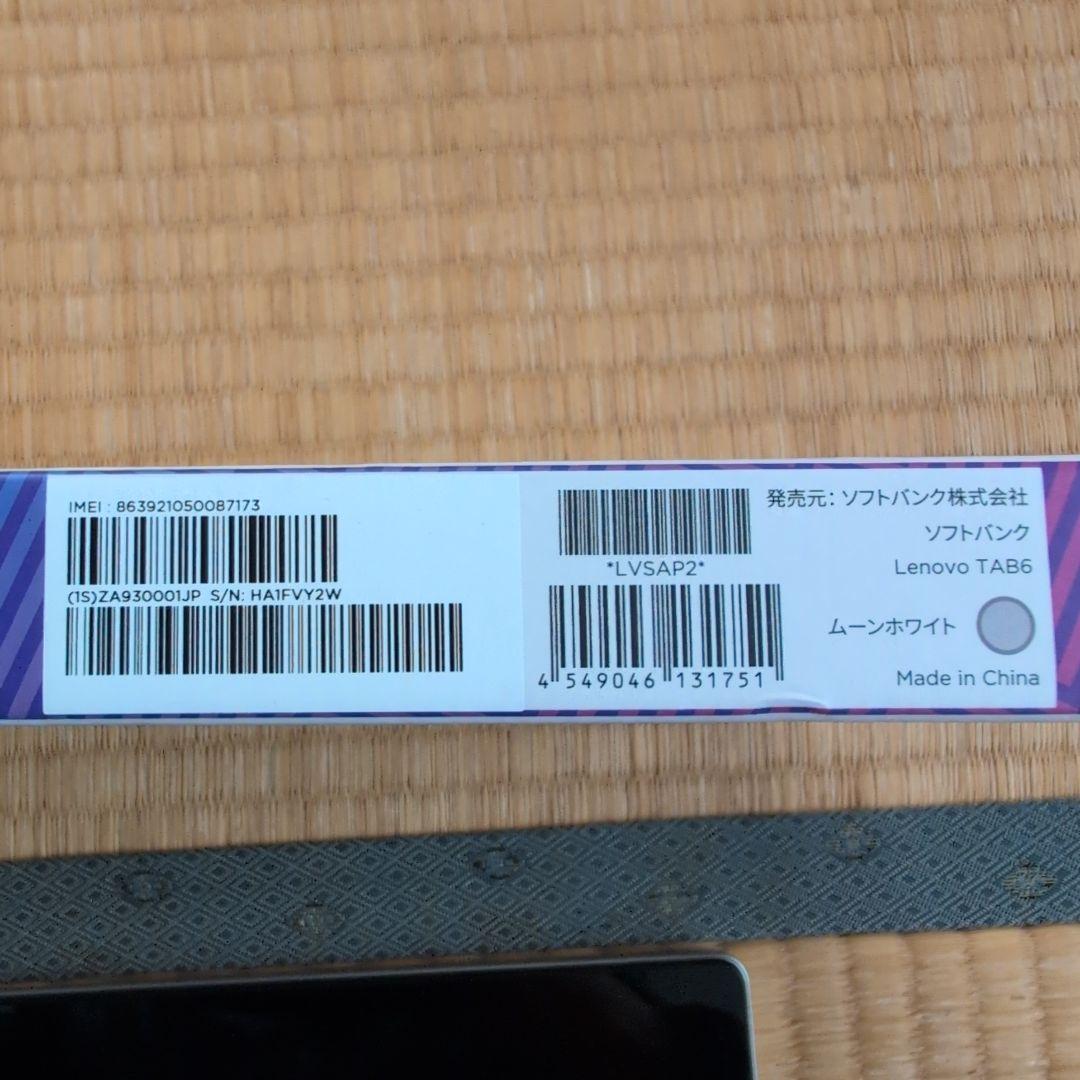 IMEI : 863921050087173
(1S)ZA930001JP S/N: HA1FVY2W
*LVSAP2*
4 549046 131751
発売元：ソフトバンク株式会社
ソフトバンク
Lenovo TAB6
ムーンホワイト
Made in China